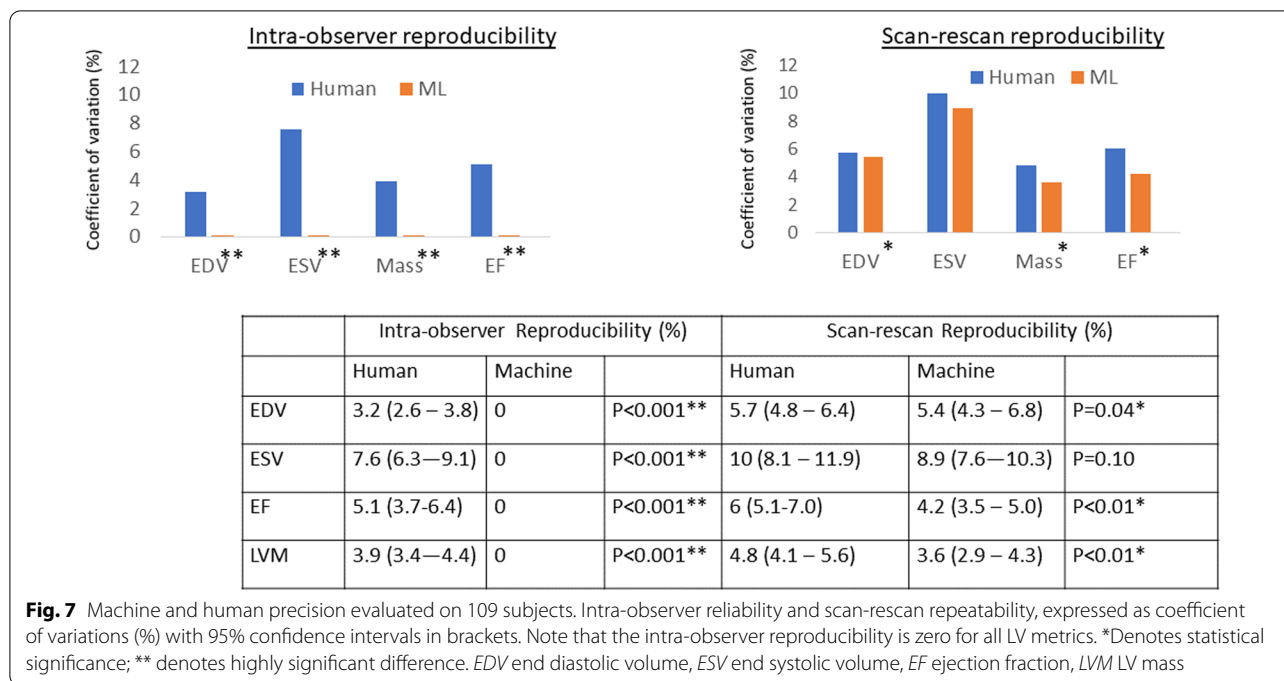 Intra-observer reproducibility
Coefficient of variation (%)
12
10
8
6
4
2
0
Human ML
EDV** ESV** Mass** EF**
Scan-rescan reproducibility
Coefficient of variation (%)
12
10
8
6
4
2
0
Human ML
EDV* ESV Mass* EF*
Intra-observer Reproducibility (%) Scan-rescan Reproducibility (%)
Human Machine Human Machine
EDV 3.2 (2.6 – 3.8) 0 P<0.001** 5.7 (4.8 – 6.4) 5.4 (4.3 – 6.8) P=0.04*
ESV 7.6 (6.3—9.1) 0 P<0.001** 10 (8.1 – 11.9) 8.9 (7.6—10.3) P=0.10
EF 5.1 (3.7-6.4) 0 P<0.001** 6 (5.1-7.0) 4.2 (3.5 – 5.0) P<0.01*
LVM 3.9 (3.4—4.4) 0 P<0.001** 4.8 (4.1 – 5.6) 3.6 (2.9 – 4.3) P<0.01*
Fig. 7 Machine and human precision evaluated on 109 subjects. Intra-observer reliability and scan-rescan repeatability, expressed as coefficient
of variations (%) with 95% confidence intervals in brackets. Note that the intra-observer reproducibility is zero for all LV metrics. *Denotes statistical
significance; ** denotes highly significant difference. EDV end diastolic volume, ESV end systolic volume, EF ejection fraction, LVM LV mass